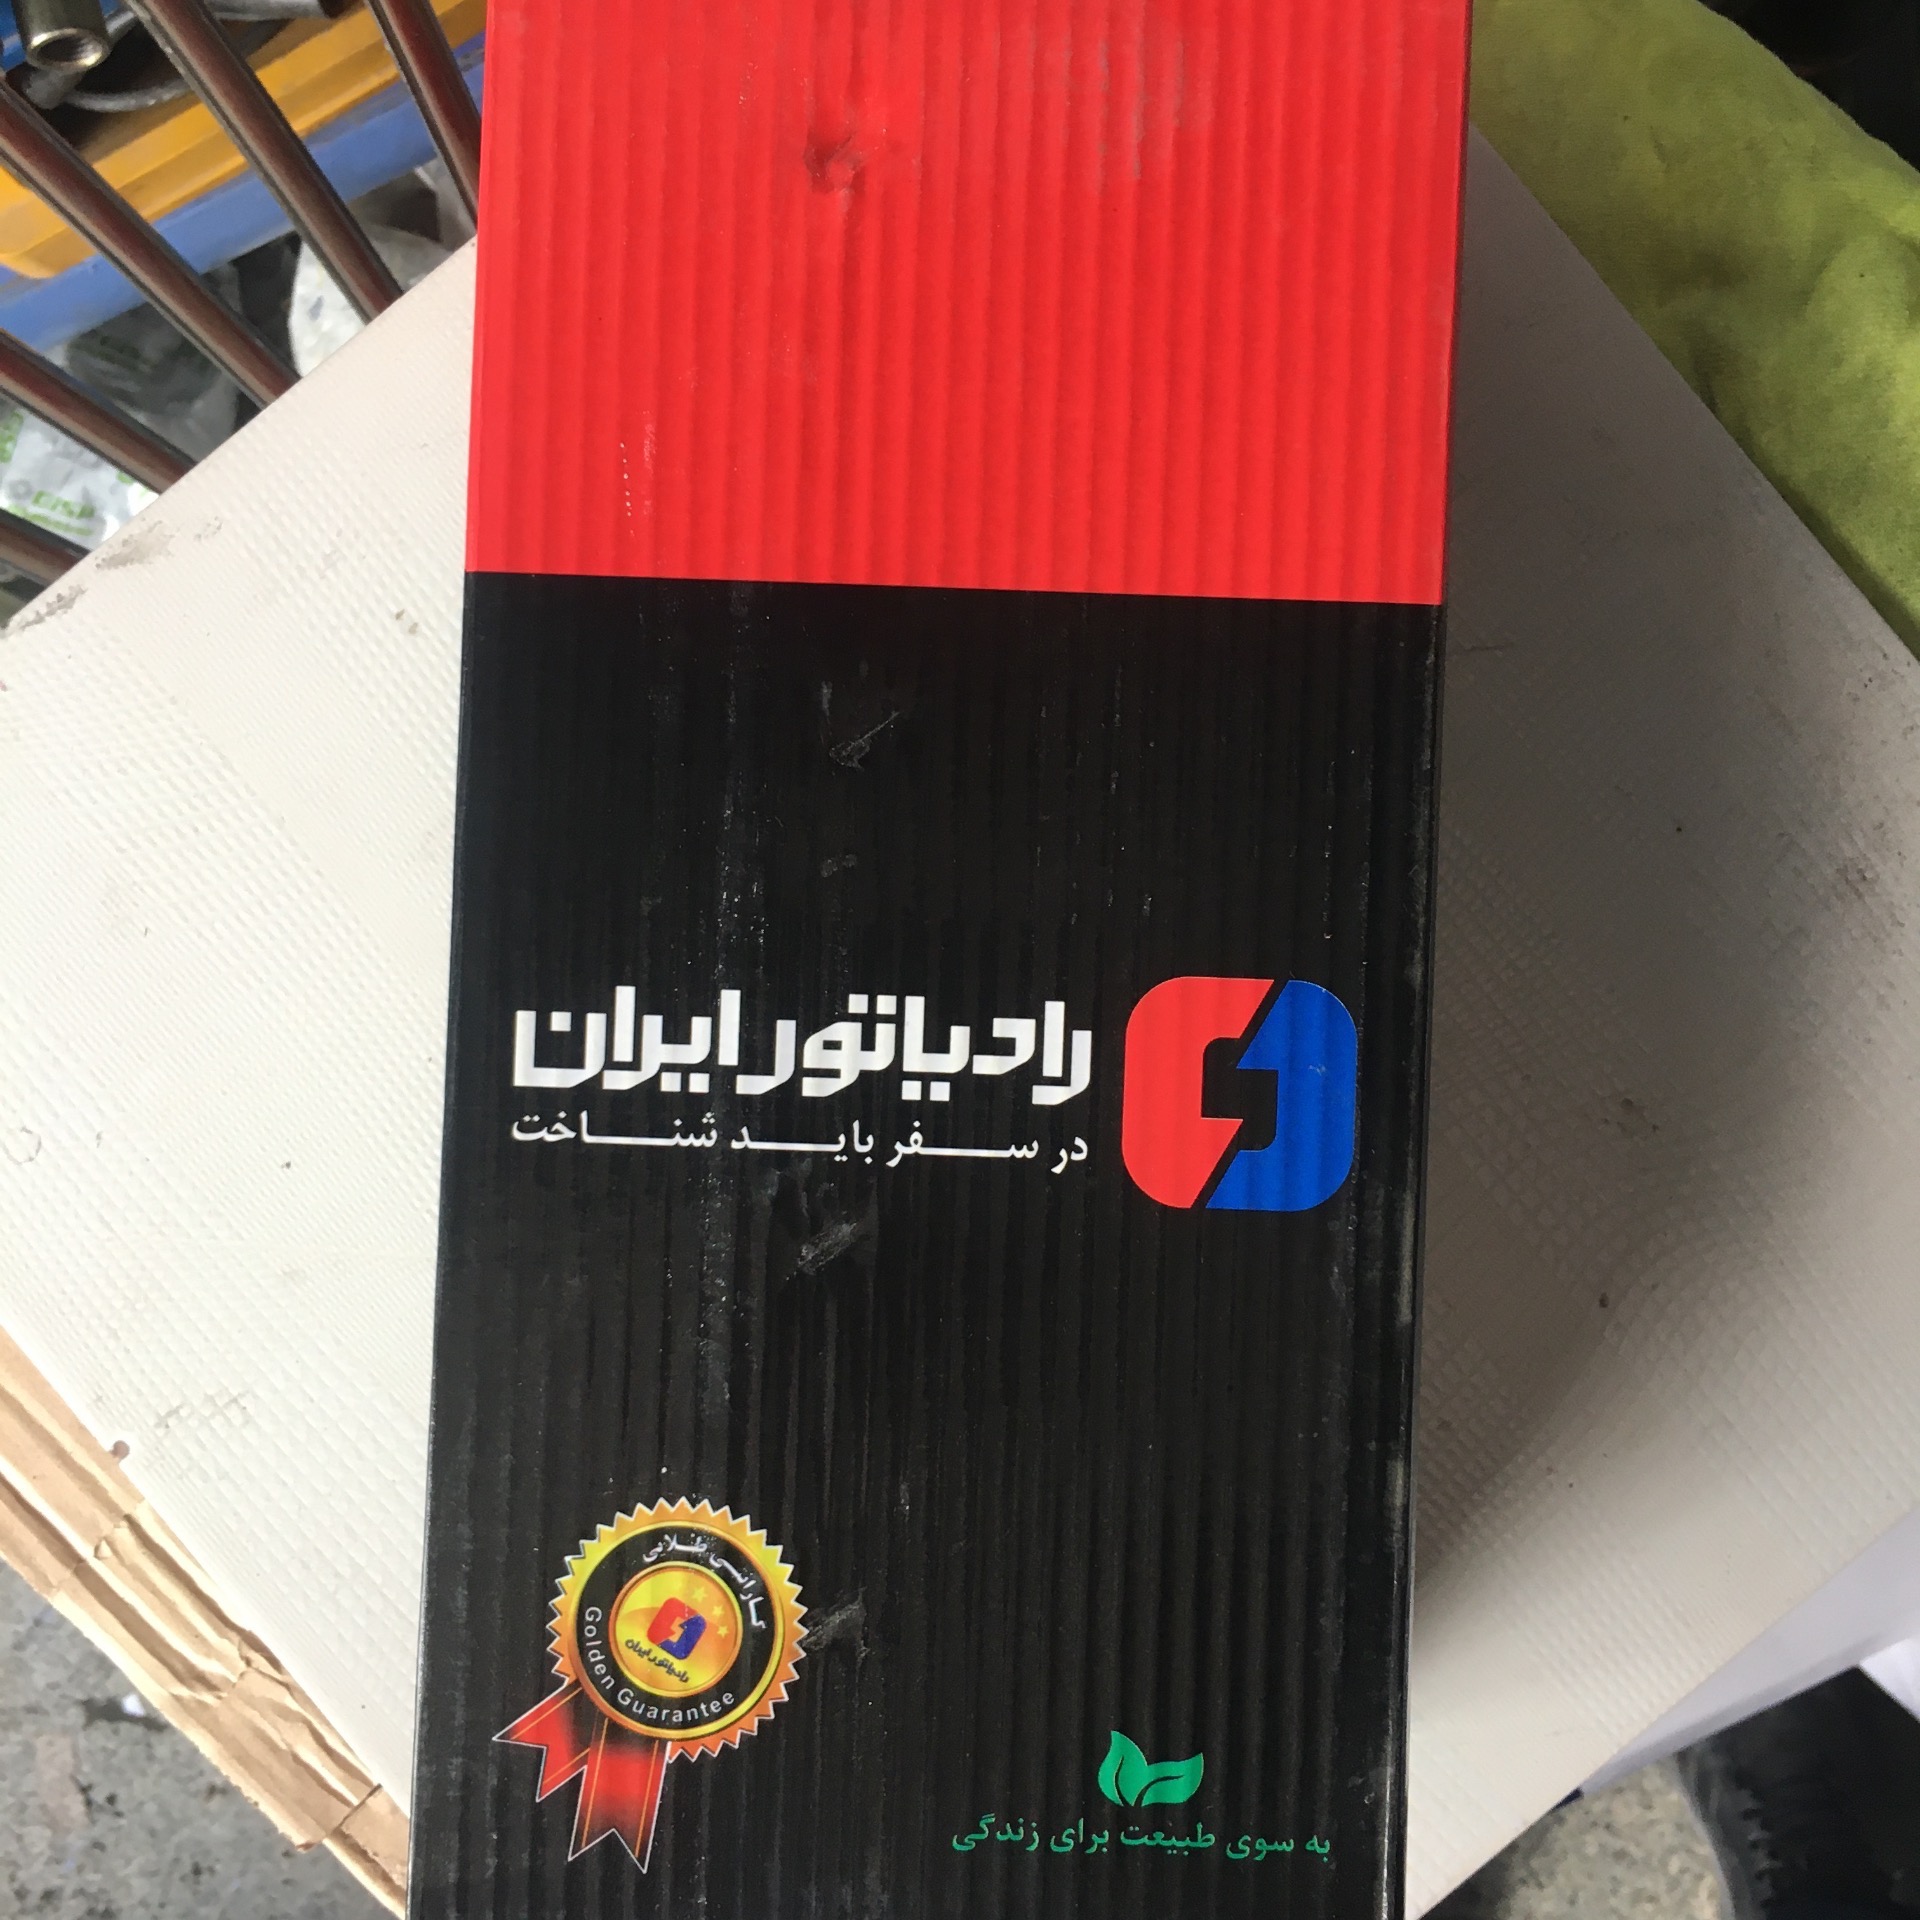 رادیاتور ایران
در سفر باید شناخت
گارانتی طلایی
رادیاتور ایران
Golden Guarantee
به سوی طبیعت برای زندگی